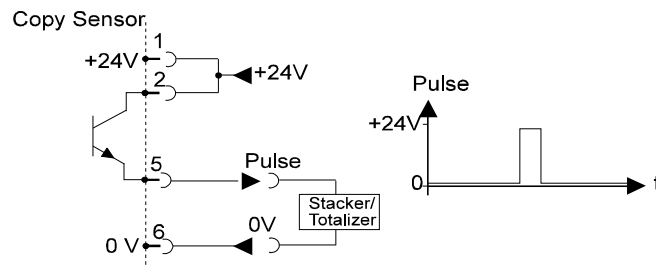 Copy Sensor
1
+24V
+24V
2
Pulse
+24V
5
Pulse
0
t
Stacker/
Totalizer
6
0V
0 V